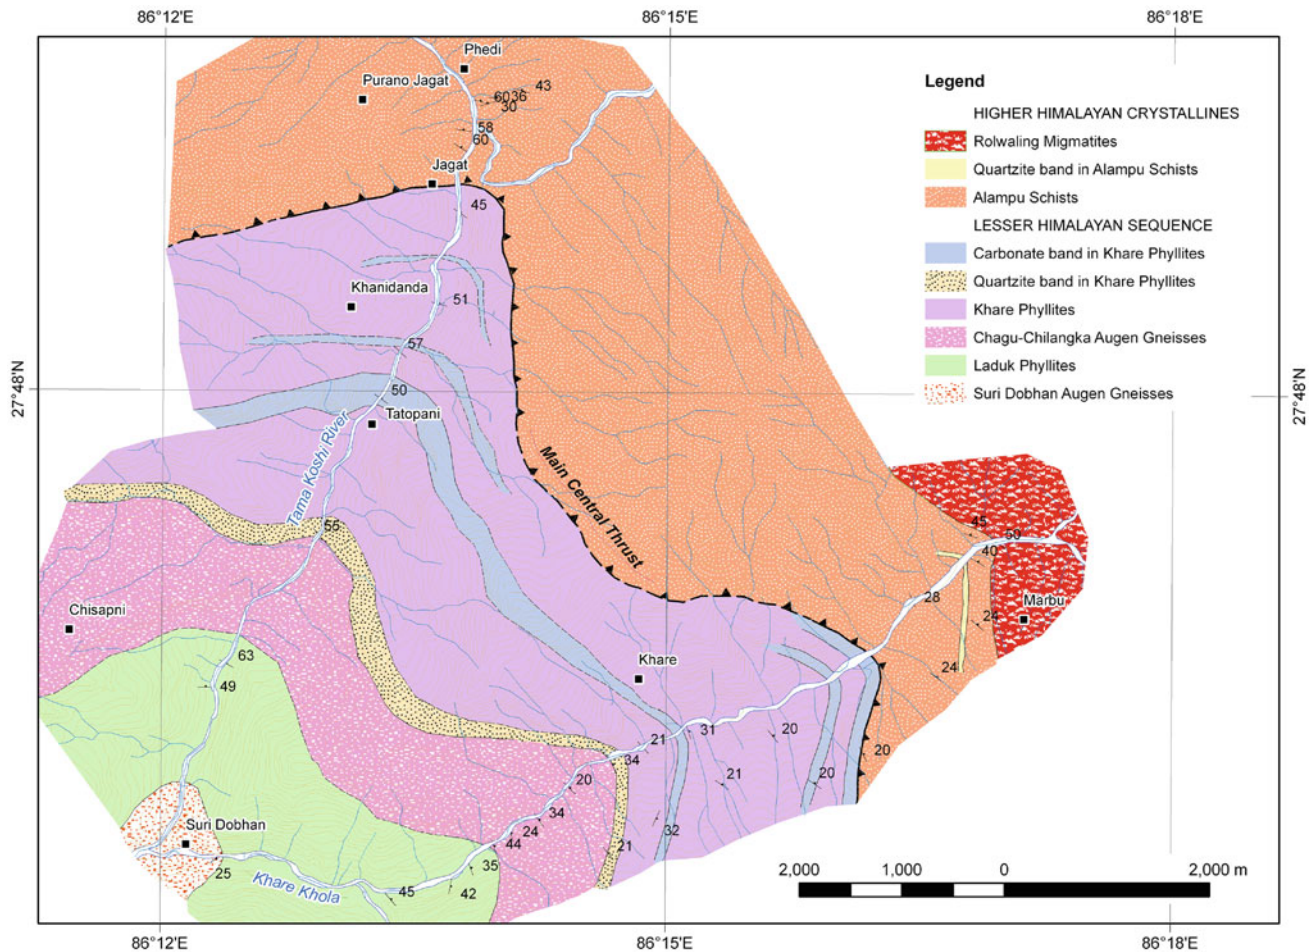 86°12'E
86°15'E
86°18'E
Phedi
Purano Jagat
43
60
36
30
58
60
Jagat
45
Khanidanda
51
57
27°48'N
27°48'N
50
Tatopani
Tama Koshi River
Main Central Thrust
55
45
50
40
28
Marbu
24
24
Chisapni
63
49
Khare
21
31
20
20
34
20
21
20
34
24
44
32
21
Suri Dobhan
25
35
Khare Khola
45
42
Legend
HIGHER HIMALAYAN CRYSTALLINES
Rolwaling Migmatites
Quartzite band in Alampu Schists
Alampu Schists
LESSER HIMALAYAN SEQUENCE
Carbonate band in Khare Phyllites
Quartzite band in Khare Phyllites
Khare Phyllites
Chagu-Chilangka Augen Gneisses
Laduk Phyllites
Suri Dobhan Augen Gneisses
2,000 1,000 0 2,000 m
86°12'E
86°15'E
86°18'E